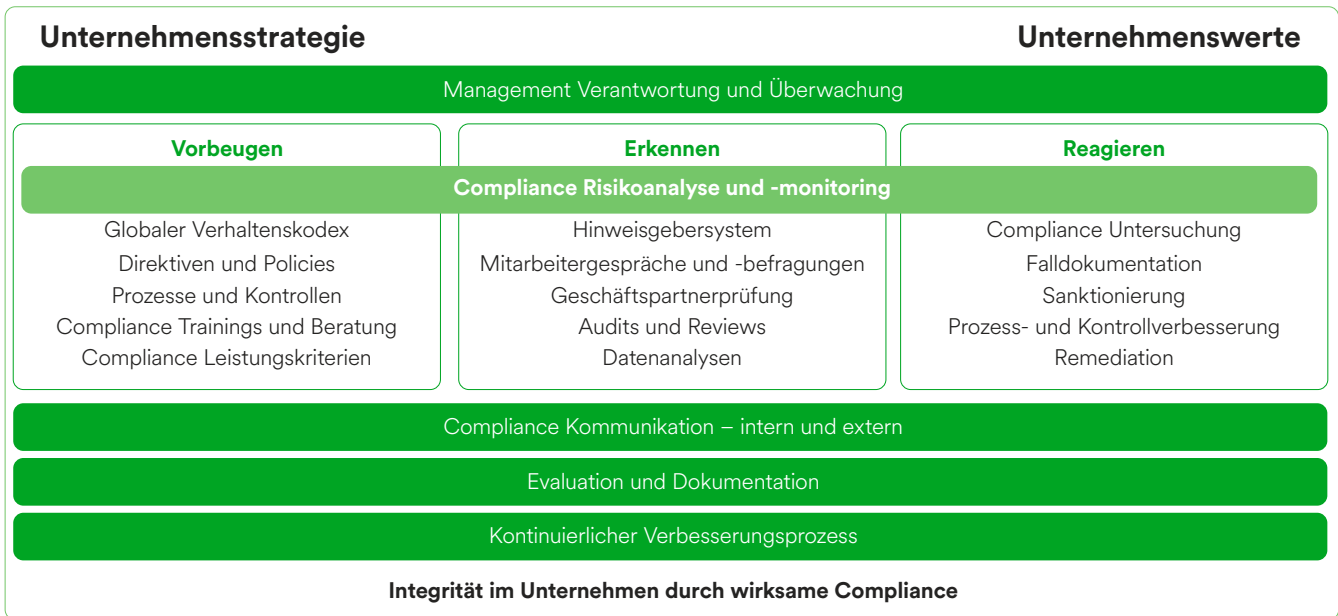 Unternehmensstrategie
Unternehmenswerte
Management Verantwortung und Überwachung
Vorbeugen
Erkennen
Reagieren
Compliance Risikoanalyse und -monitoring
Globaler Verhaltenskodex
Direktiven und Policies
Prozesse und Kontrollen
Compliance Trainings und Beratung
Compliance Leistungskriterien
Hinweisgebersystem
Mitarbeitergespräche und -befragungen
Geschäftspartnerprüfung
Audits und Reviews
Datenanalysen
Compliance Untersuchung
Falldokumentation
Sanktionierung
Prozess- und Kontrollverbesserung
Remediation
Compliance Kommunikation – intern und extern
Evaluation und Dokumentation
Kontinuierlicher Verbesserungsprozess
Integrität im Unternehmen durch wirksame Compliance